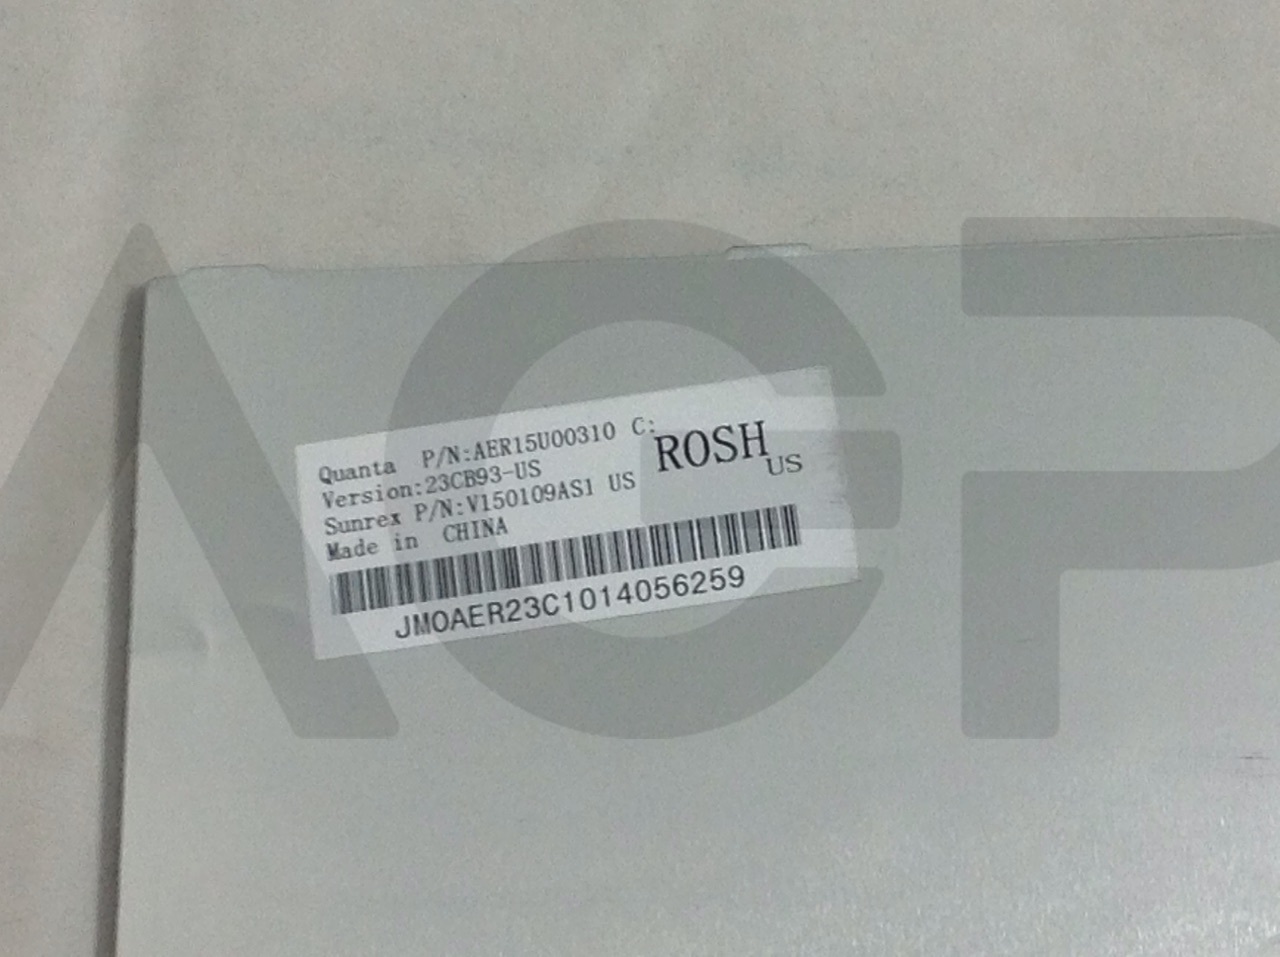 Quanta P/N:AER15U00310 C:
Version:23CB93-US
Sunrex P/N:V150109AS1 US
ROSH
US
Made in CHINA
JMOAER23C1014056259